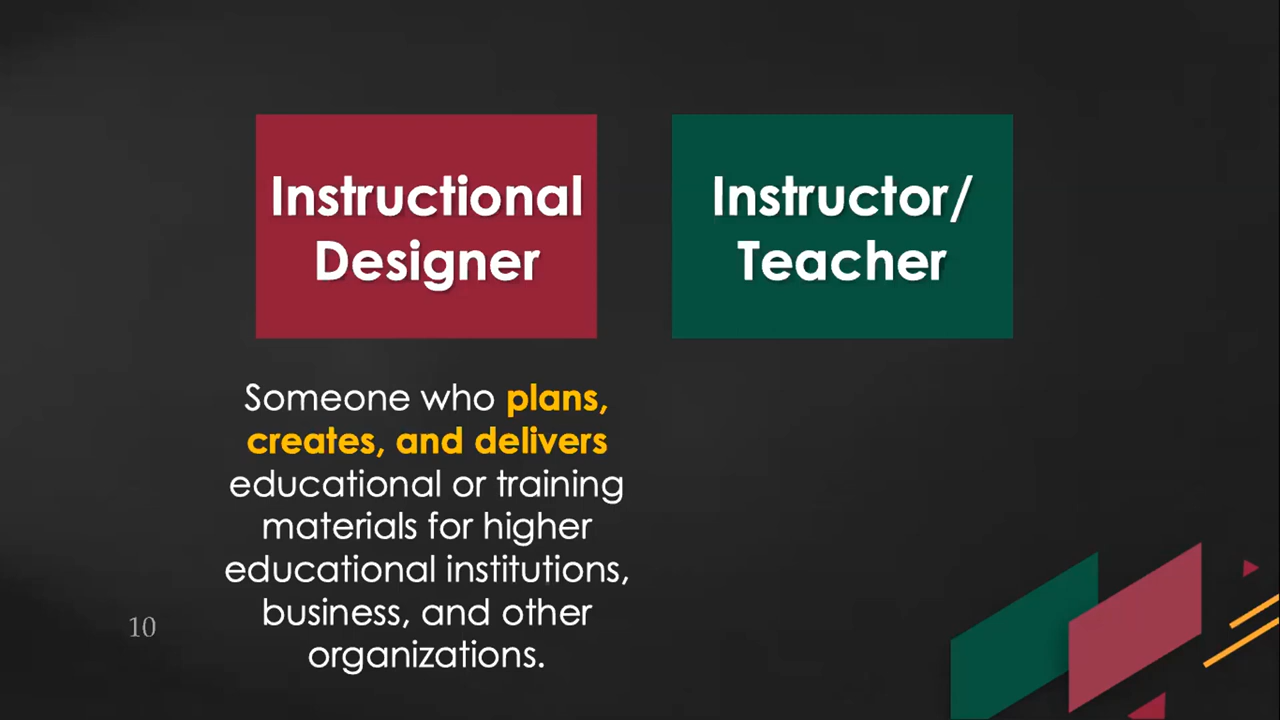 Instructional
Designer
Instructor/
Teacher
Someone who plans,
creates, and delivers
educational or training
materials for higher
educational institutions,
business, and other
organizations.
10